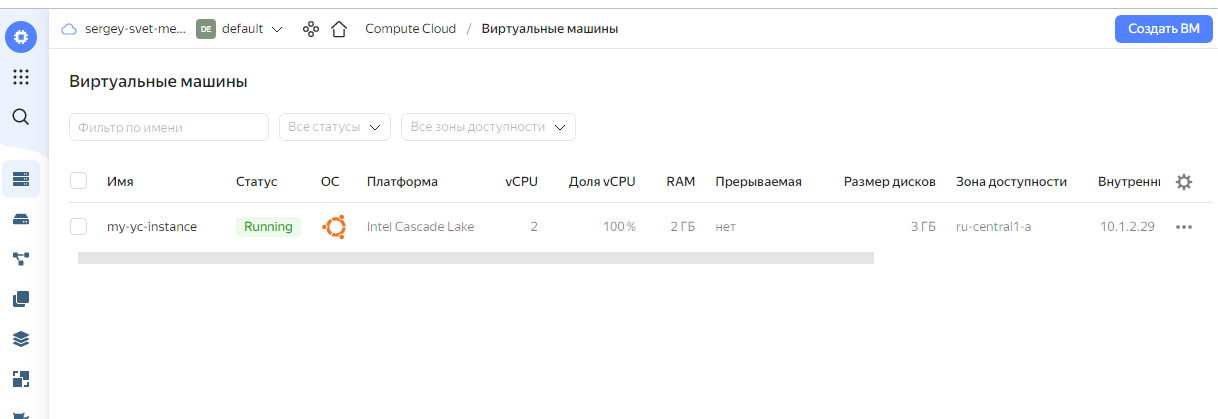 sergey-svet-me... DE default Compute Cloud / Виртуальные машины Создать ВМ
Виртуальные машины
Фильтр по имени Все статусы Все зоны доступности
Имя Статус ОС Платформа vCPU Доля vCPU RAM Прерываемая Размер дисков Зона доступности Внутренни
my-yc-instance Running Intel Cascade Lake 2 100 % 2 ГБ нет 3 ГБ ru-central1-a 10.1.2.29